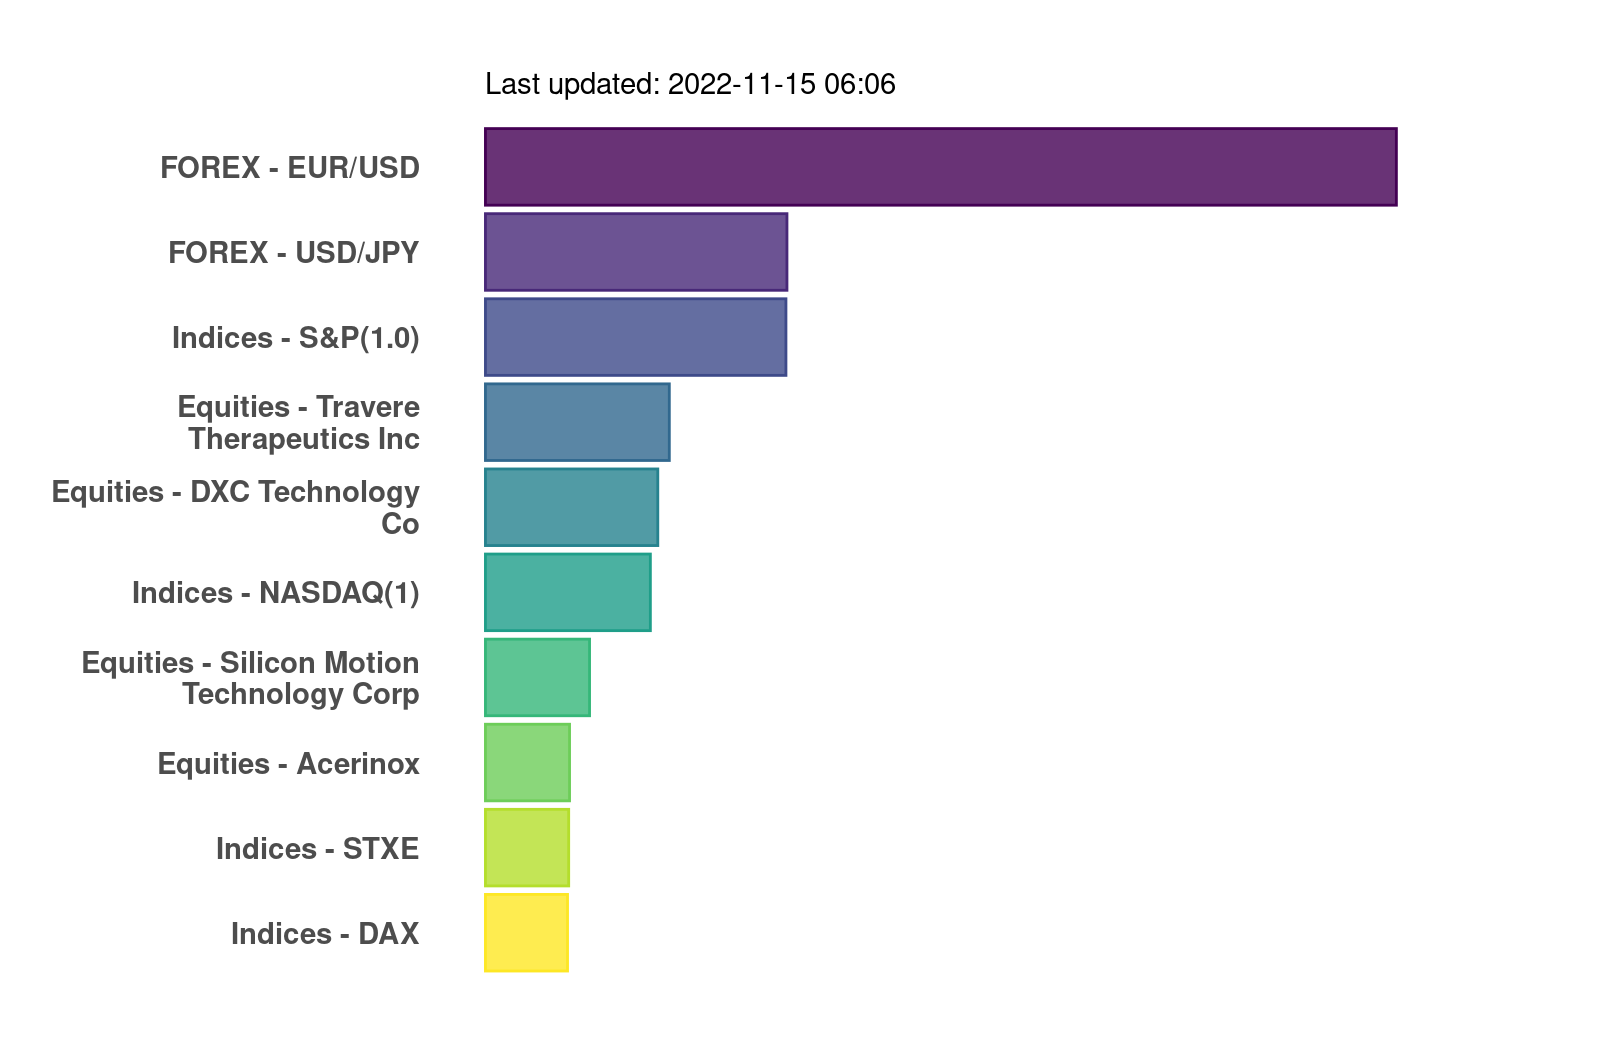 Last updated: 2022-11-15 06:06
FOREX - EUR/USD
FOREX - USD/JPY
Indices - S&P(1.0)
Equities - Travere
Therapeutics Inc
Equities - DXC Technology
Co
Indices - NASDAQ(1)
Equities - Silicon Motion
Technology Corp
Equities - Acerinox
Indices - STXE
Indices - DAX